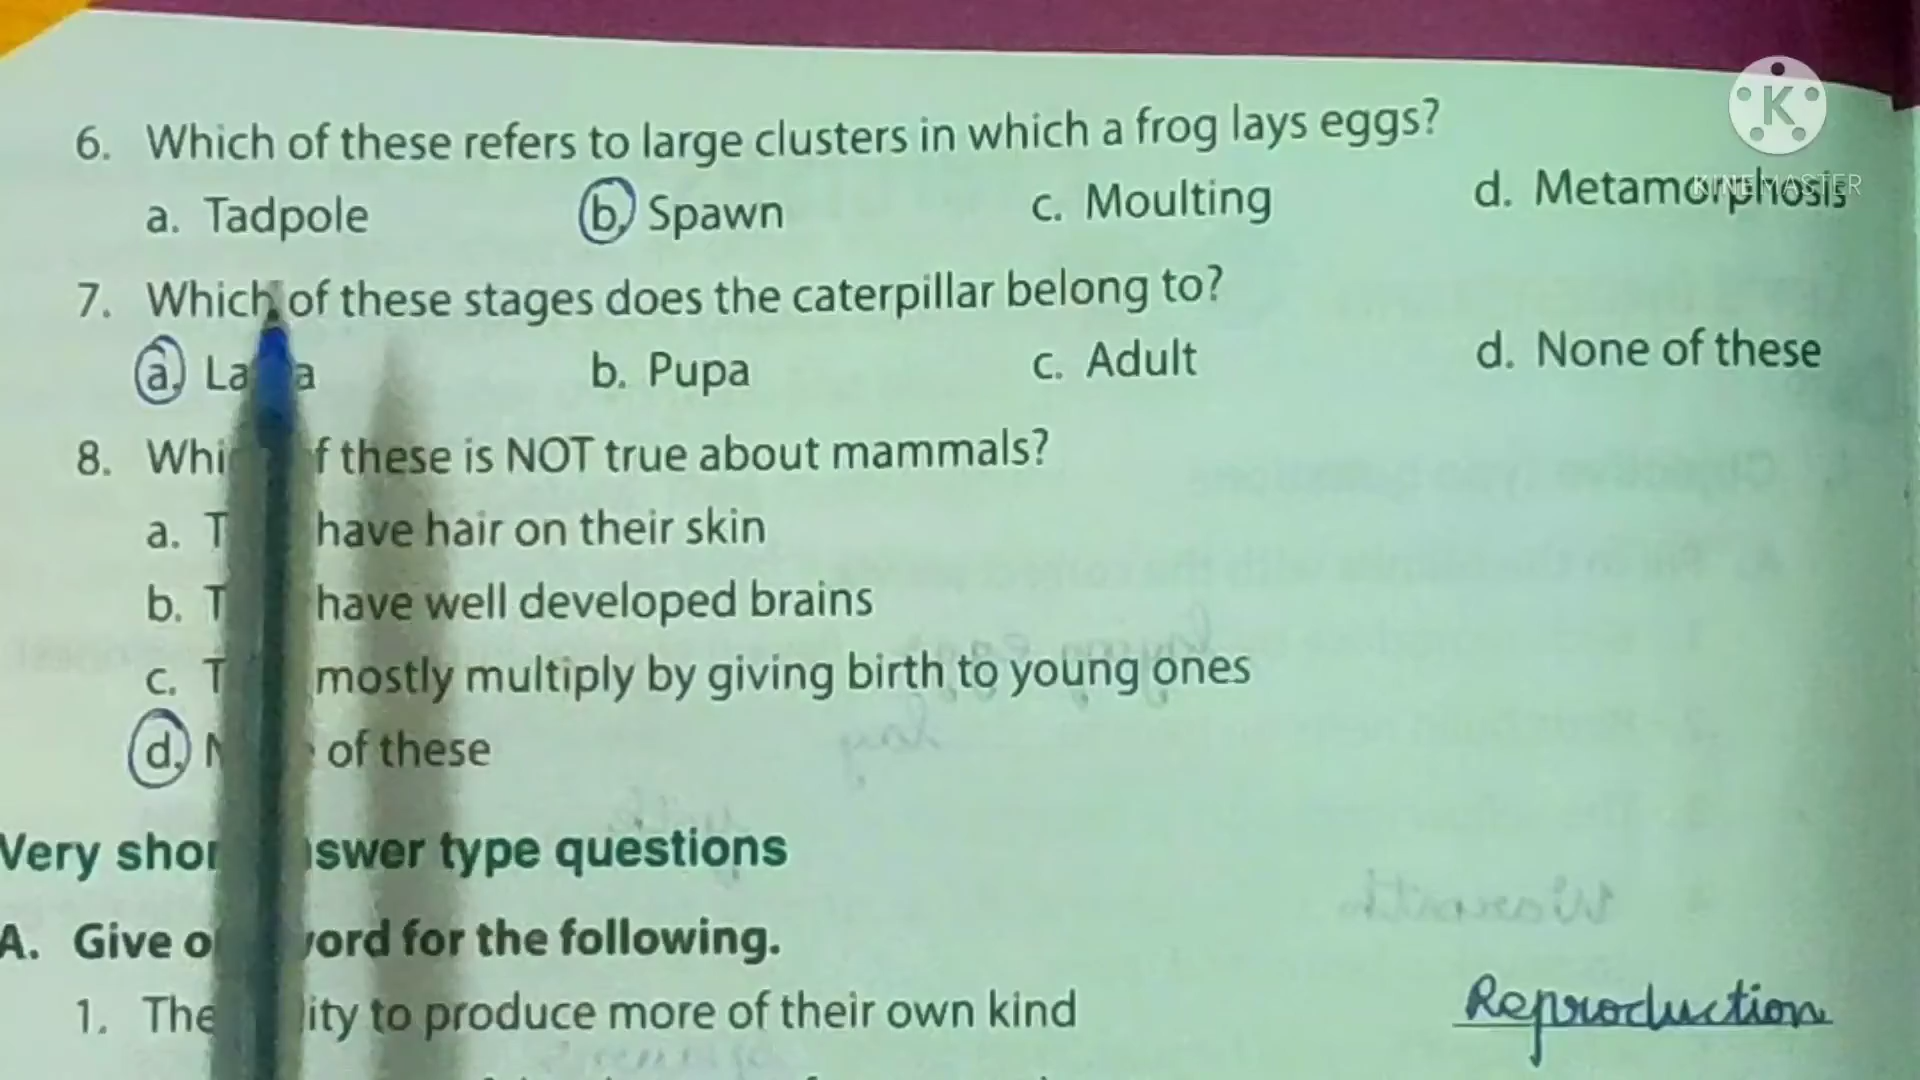 6. Which of these refers to large clusters in which a frog lays eggs?
a. Tadpole b. Spawn c. Moulting d. Metamorphosis
K
KINEMASTER
7. Which of these stages does the caterpillar belong to?
a. La a b. Pupa c. Adult d. None of these
8. Whi f these is NOT true about mammals?
a. T have hair on their skin
b. T have well developed brains
c. T mostly multiply by giving birth to young ones
d. N of these
Very shor swer type questions
A. Give o ord for the following.
1. The ity to produce more of their own kind Reproduction